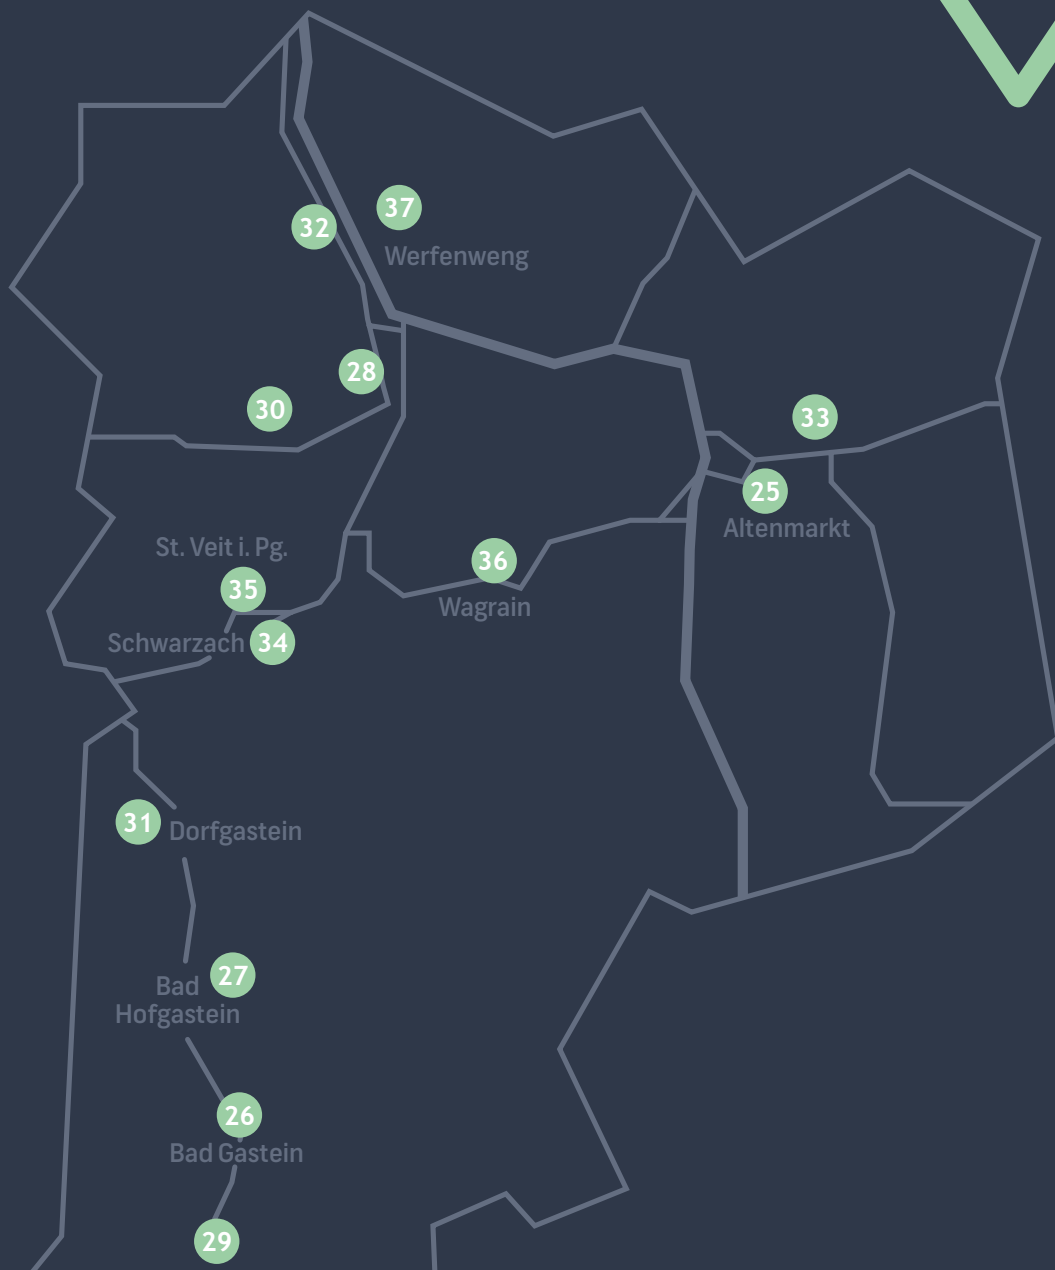 37
32
Werfenweng
28
30
33
25
Altenmarkt
St. Veit i. Pg.
36
35
Wagrain
Schwarzach
34
31
Dorfgastein
27
Bad
Hofgastein
26
Bad Gastein
29